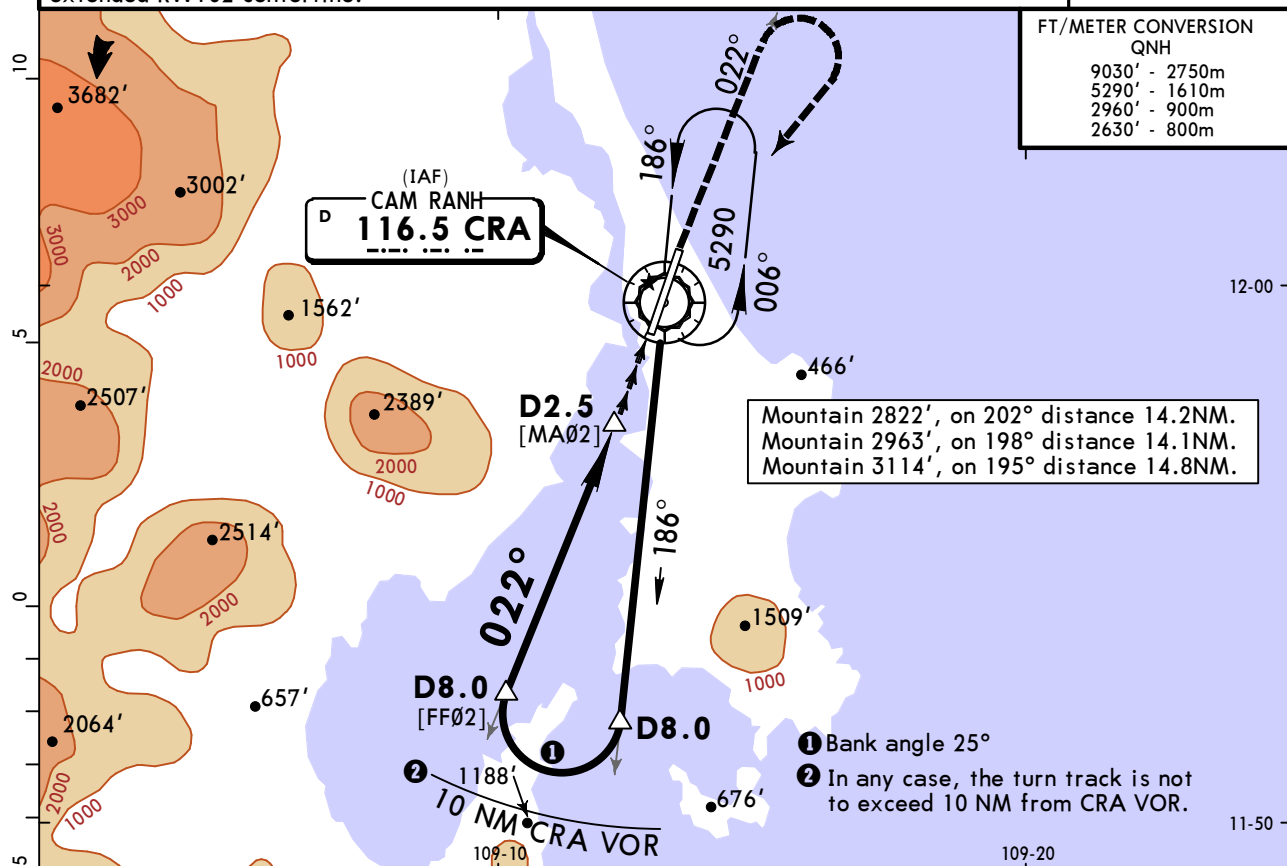 FT/METER CONVERSION
QNH
9030' - 2750m
5290' - 1610m
2960' - 900m
2630' - 800m
10
3682'
3002'
3000
3000
2000
1000
(IAF)
CAM RANH
D 116.5 CRA
022°
186°
5290
006°
12-00
1562'
1000
5
2000
2507'
2389'
2000
1000
D2.5
[MAØ2]
466'
Mountain 2822', on 202° distance 14.2NM.
Mountain 2963', on 198° distance 14.1NM.
Mountain 3114', on 195° distance 14.8NM.
2000
2514'
2000
186°
022°
0
1509'
1000
D8.0
[FFØ2]
D8.0
657'
2064'
2000
1000
1
2
1188'
10 NM CRA VOR
676'
1 Bank angle 25°
2 In any case, the turn track is not
to exceed 10 NM from CRA VOR.
11-50
5
109-10
109-20